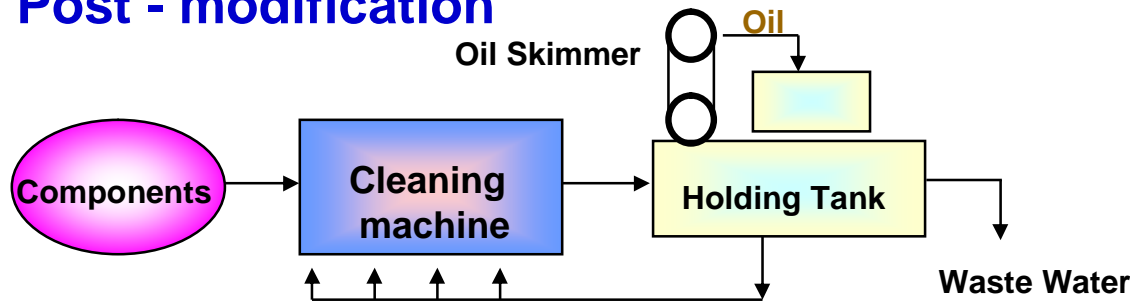 Post - modification
Oil
Oil Skimmer
Components
Cleaning
machine
Holding Tank
Waste Water